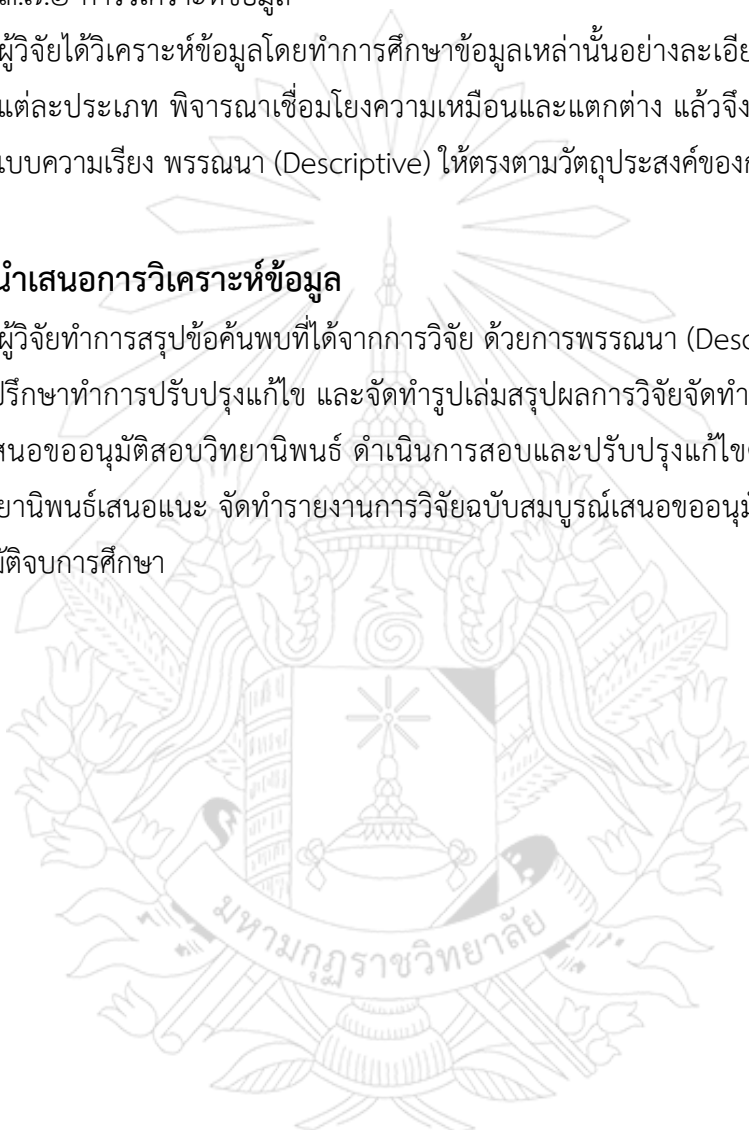 การวิเคราะห์ข้อมูล
ผู้วิจัยได้วิเคราะห์ข้อมูลโดยทำการศึกษาข้อมูลเหล่านั้นอย่างละเอีย
แต่ละประเภท พิจารณาเชื่อมโยงความเหมือนและแตกต่าง แล้วจึง
แบบความเรียง พรรณนา (Descriptive) ให้ตรงตามวัตถุประสงค์ของก
นำเสนอการวิเคราะห์ข้อมูล
ผู้วิจัยทำการสรุปข้อค้นพบที่ได้จากการวิจัย ด้วยการพรรณนา (Desc
ปรึกษาทำการปรับปรุงแก้ไข และจัดทำรูปเล่มสรุปผลการวิจัยจัดทำ
สนอขออนุมัติสอบวิทยานิพนธ์ ดำเนินการสอบและปรับปรุงแก้ไข
ยานิพนธ์เสนอแนะ จัดทำรายงานการวิจัยฉบับสมบูรณ์เสนอขออนุมั
มัติจบการศึกษา
มหามกุฏราชวิทยาลัย